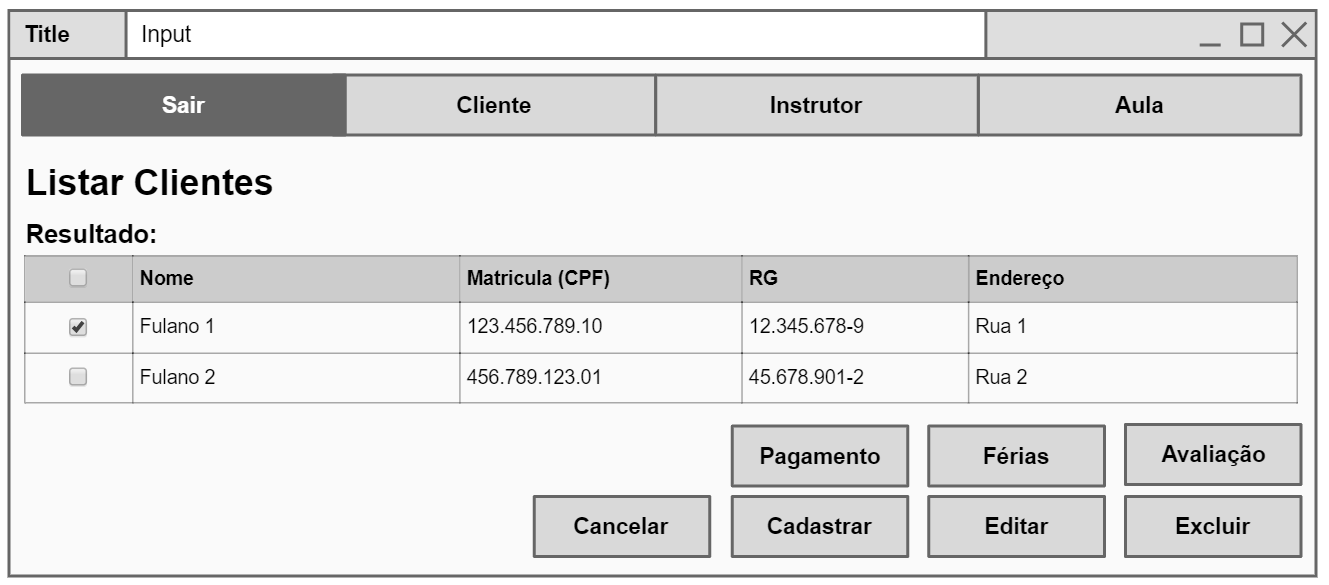 Title Input
Sair Cliente Instrutor Aula
Listar Clientes
Resultado:
Nome Matricula (CPF) RG Endereço
Fulano 1 123.456.789.10 12.345.678-9 Rua 1
Fulano 2 456.789.123.01 45.678.901-2 Rua 2
Pagamento Férias Avaliação
Cancelar Cadastrar Editar Excluir